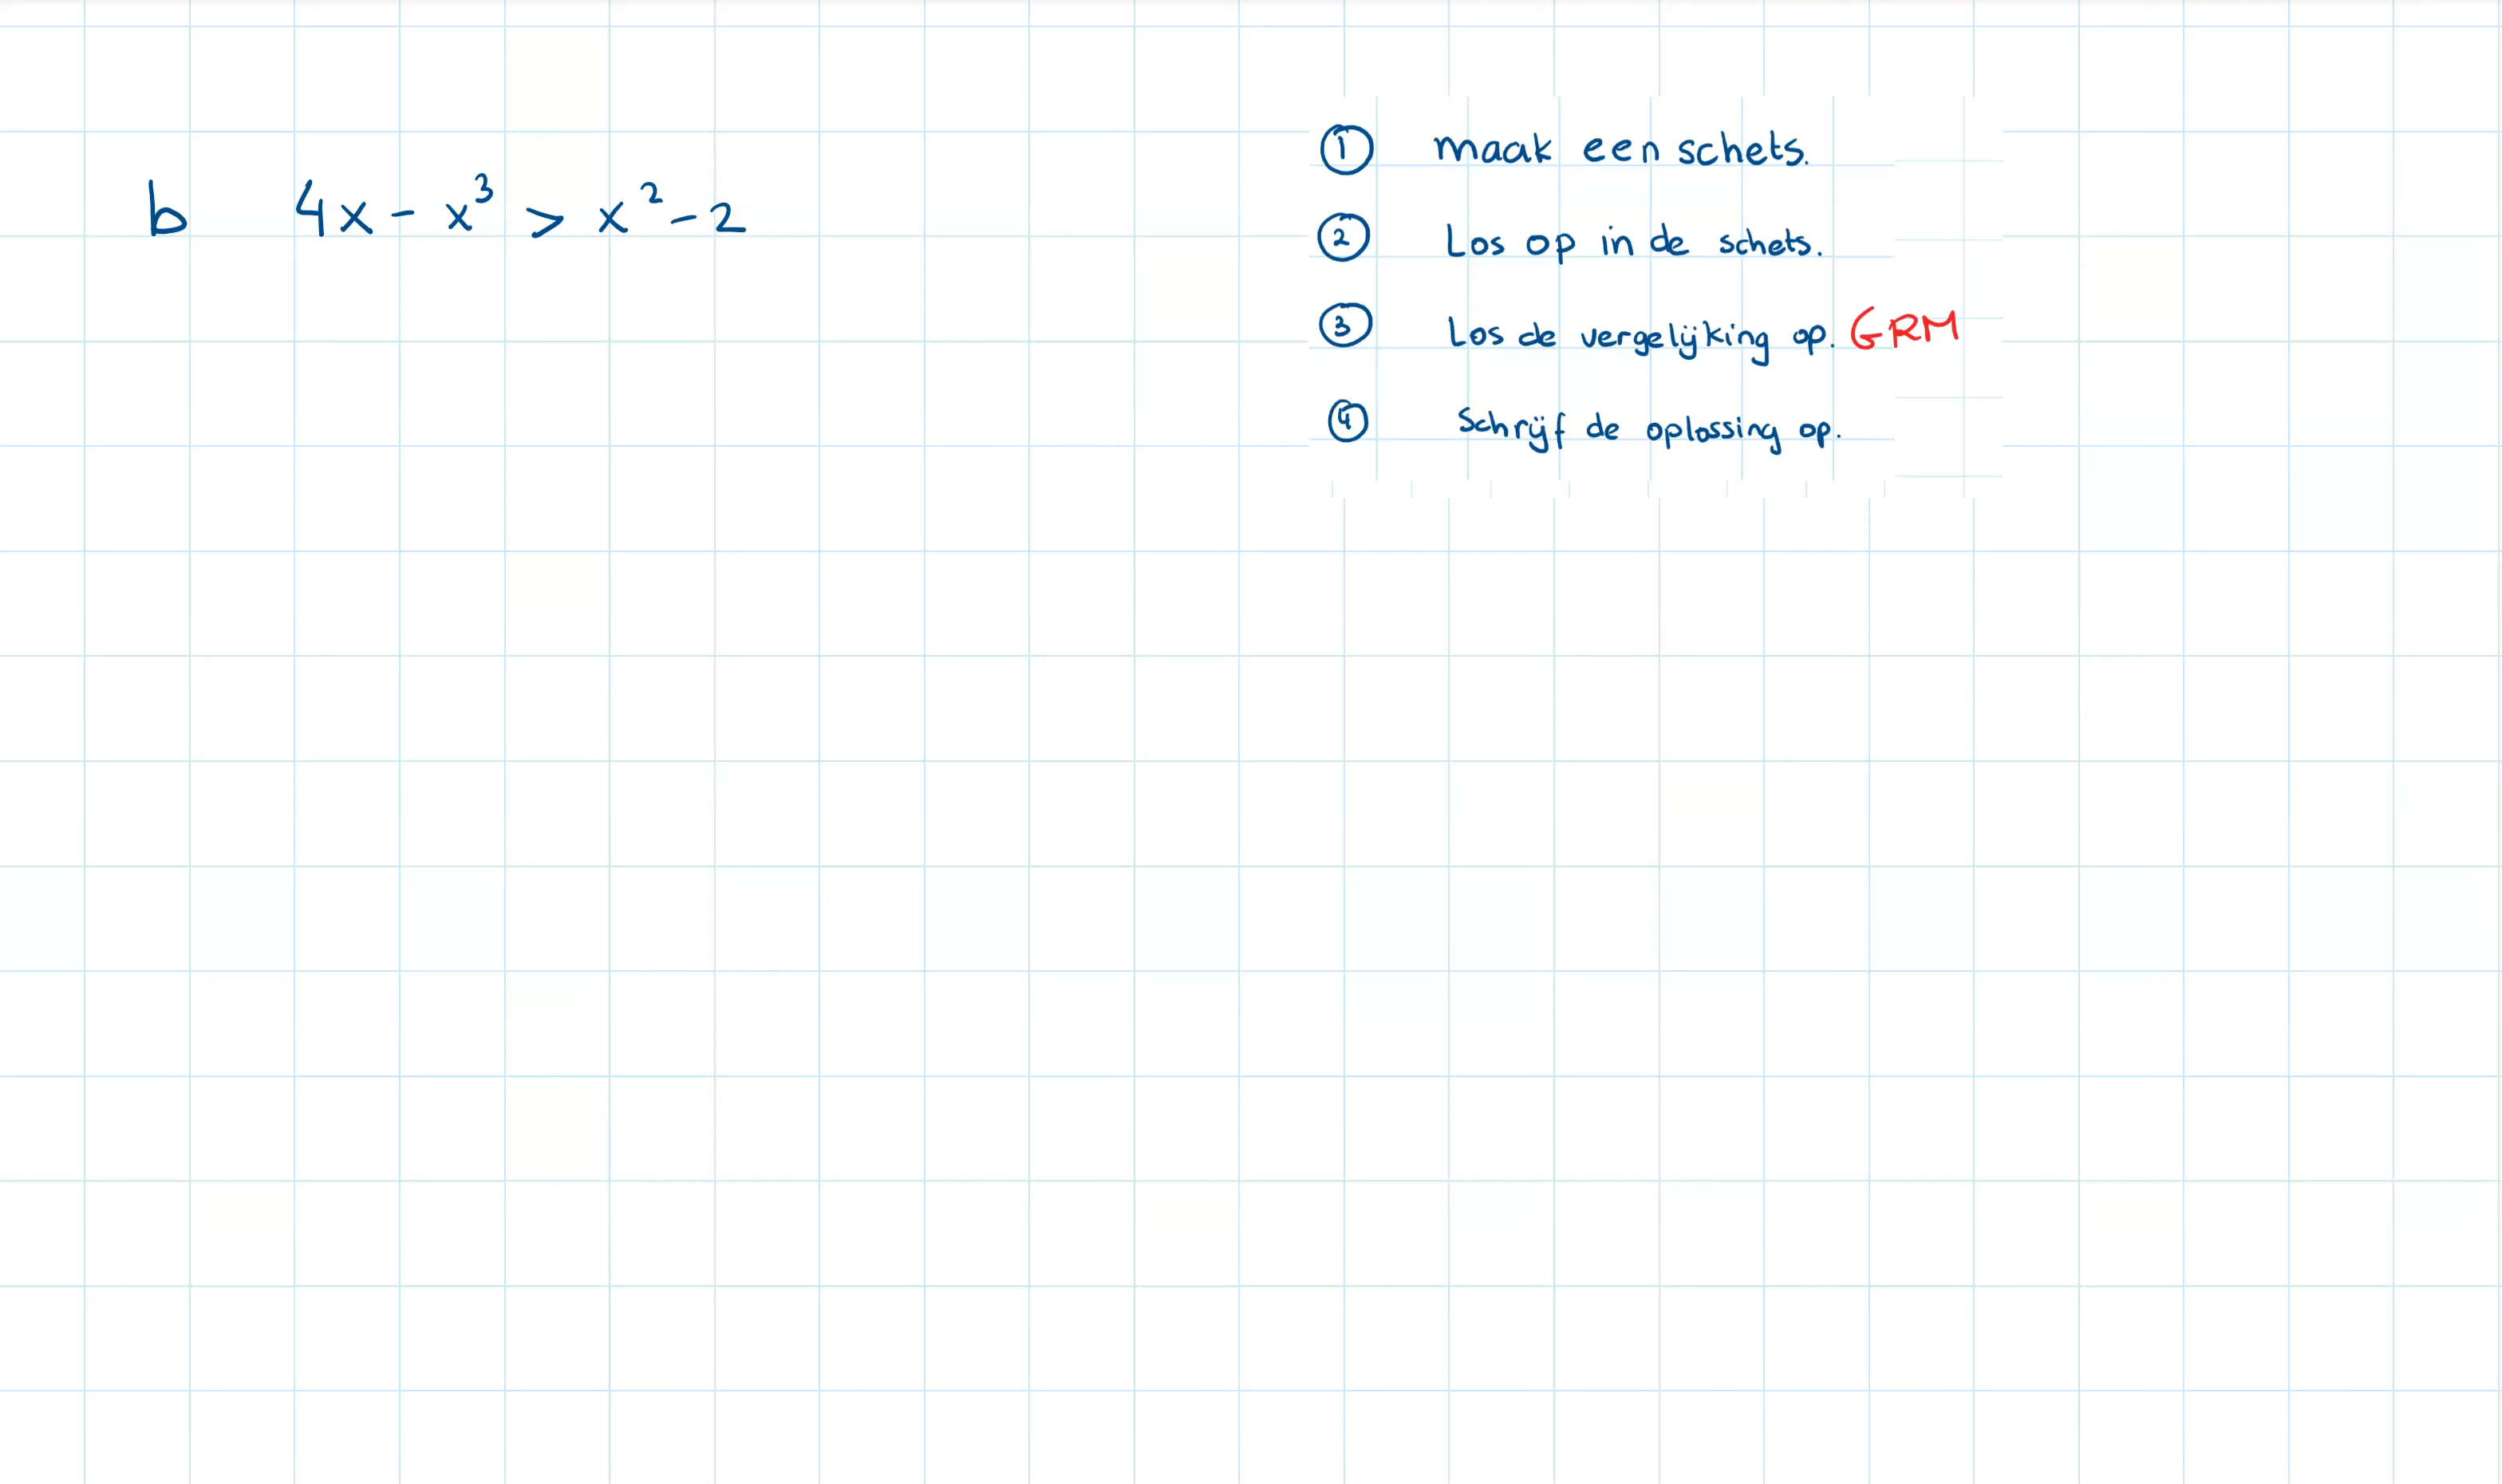 b 4x - x³ > x² - 2
① maak een schets.
② Los op in de schets.
③ Los de vergelijking op. GRM
④ Schrijf de oplossing op.